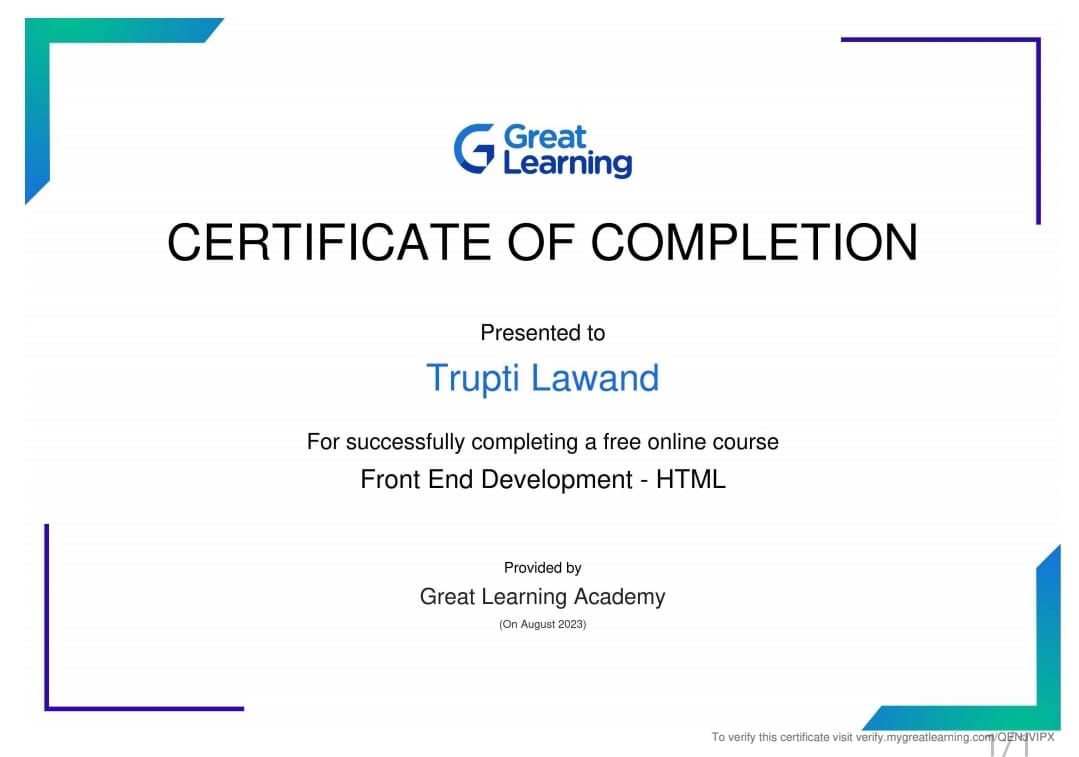 Great
Learning
CERTIFICATE OF COMPLETION
Presented to
Trupti Lawand
For successfully completing a free online course
Front End Development - HTML
Provided by
Great Learning Academy
(On August 2023)
To verify this certificate visit verify.mygreatlearning.com/QENJVIPX
1/1